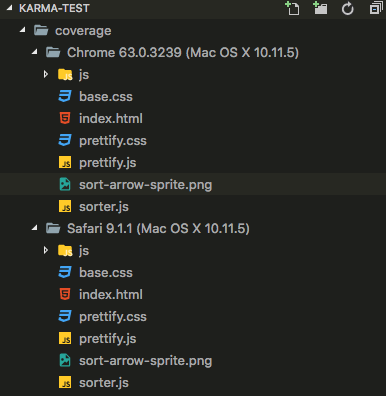 KARMA-TEST
coverage
Chrome 63.0.3239 (Mac OS X 10.11.5)
js
base.css
index.html
prettify.css
prettify.js
sort-arrow-sprite.png
sorter.js
Safari 9.1.1 (Mac OS X 10.11.5)
js
base.css
index.html
prettify.css
prettify.js
sort-arrow-sprite.png
sorter.js